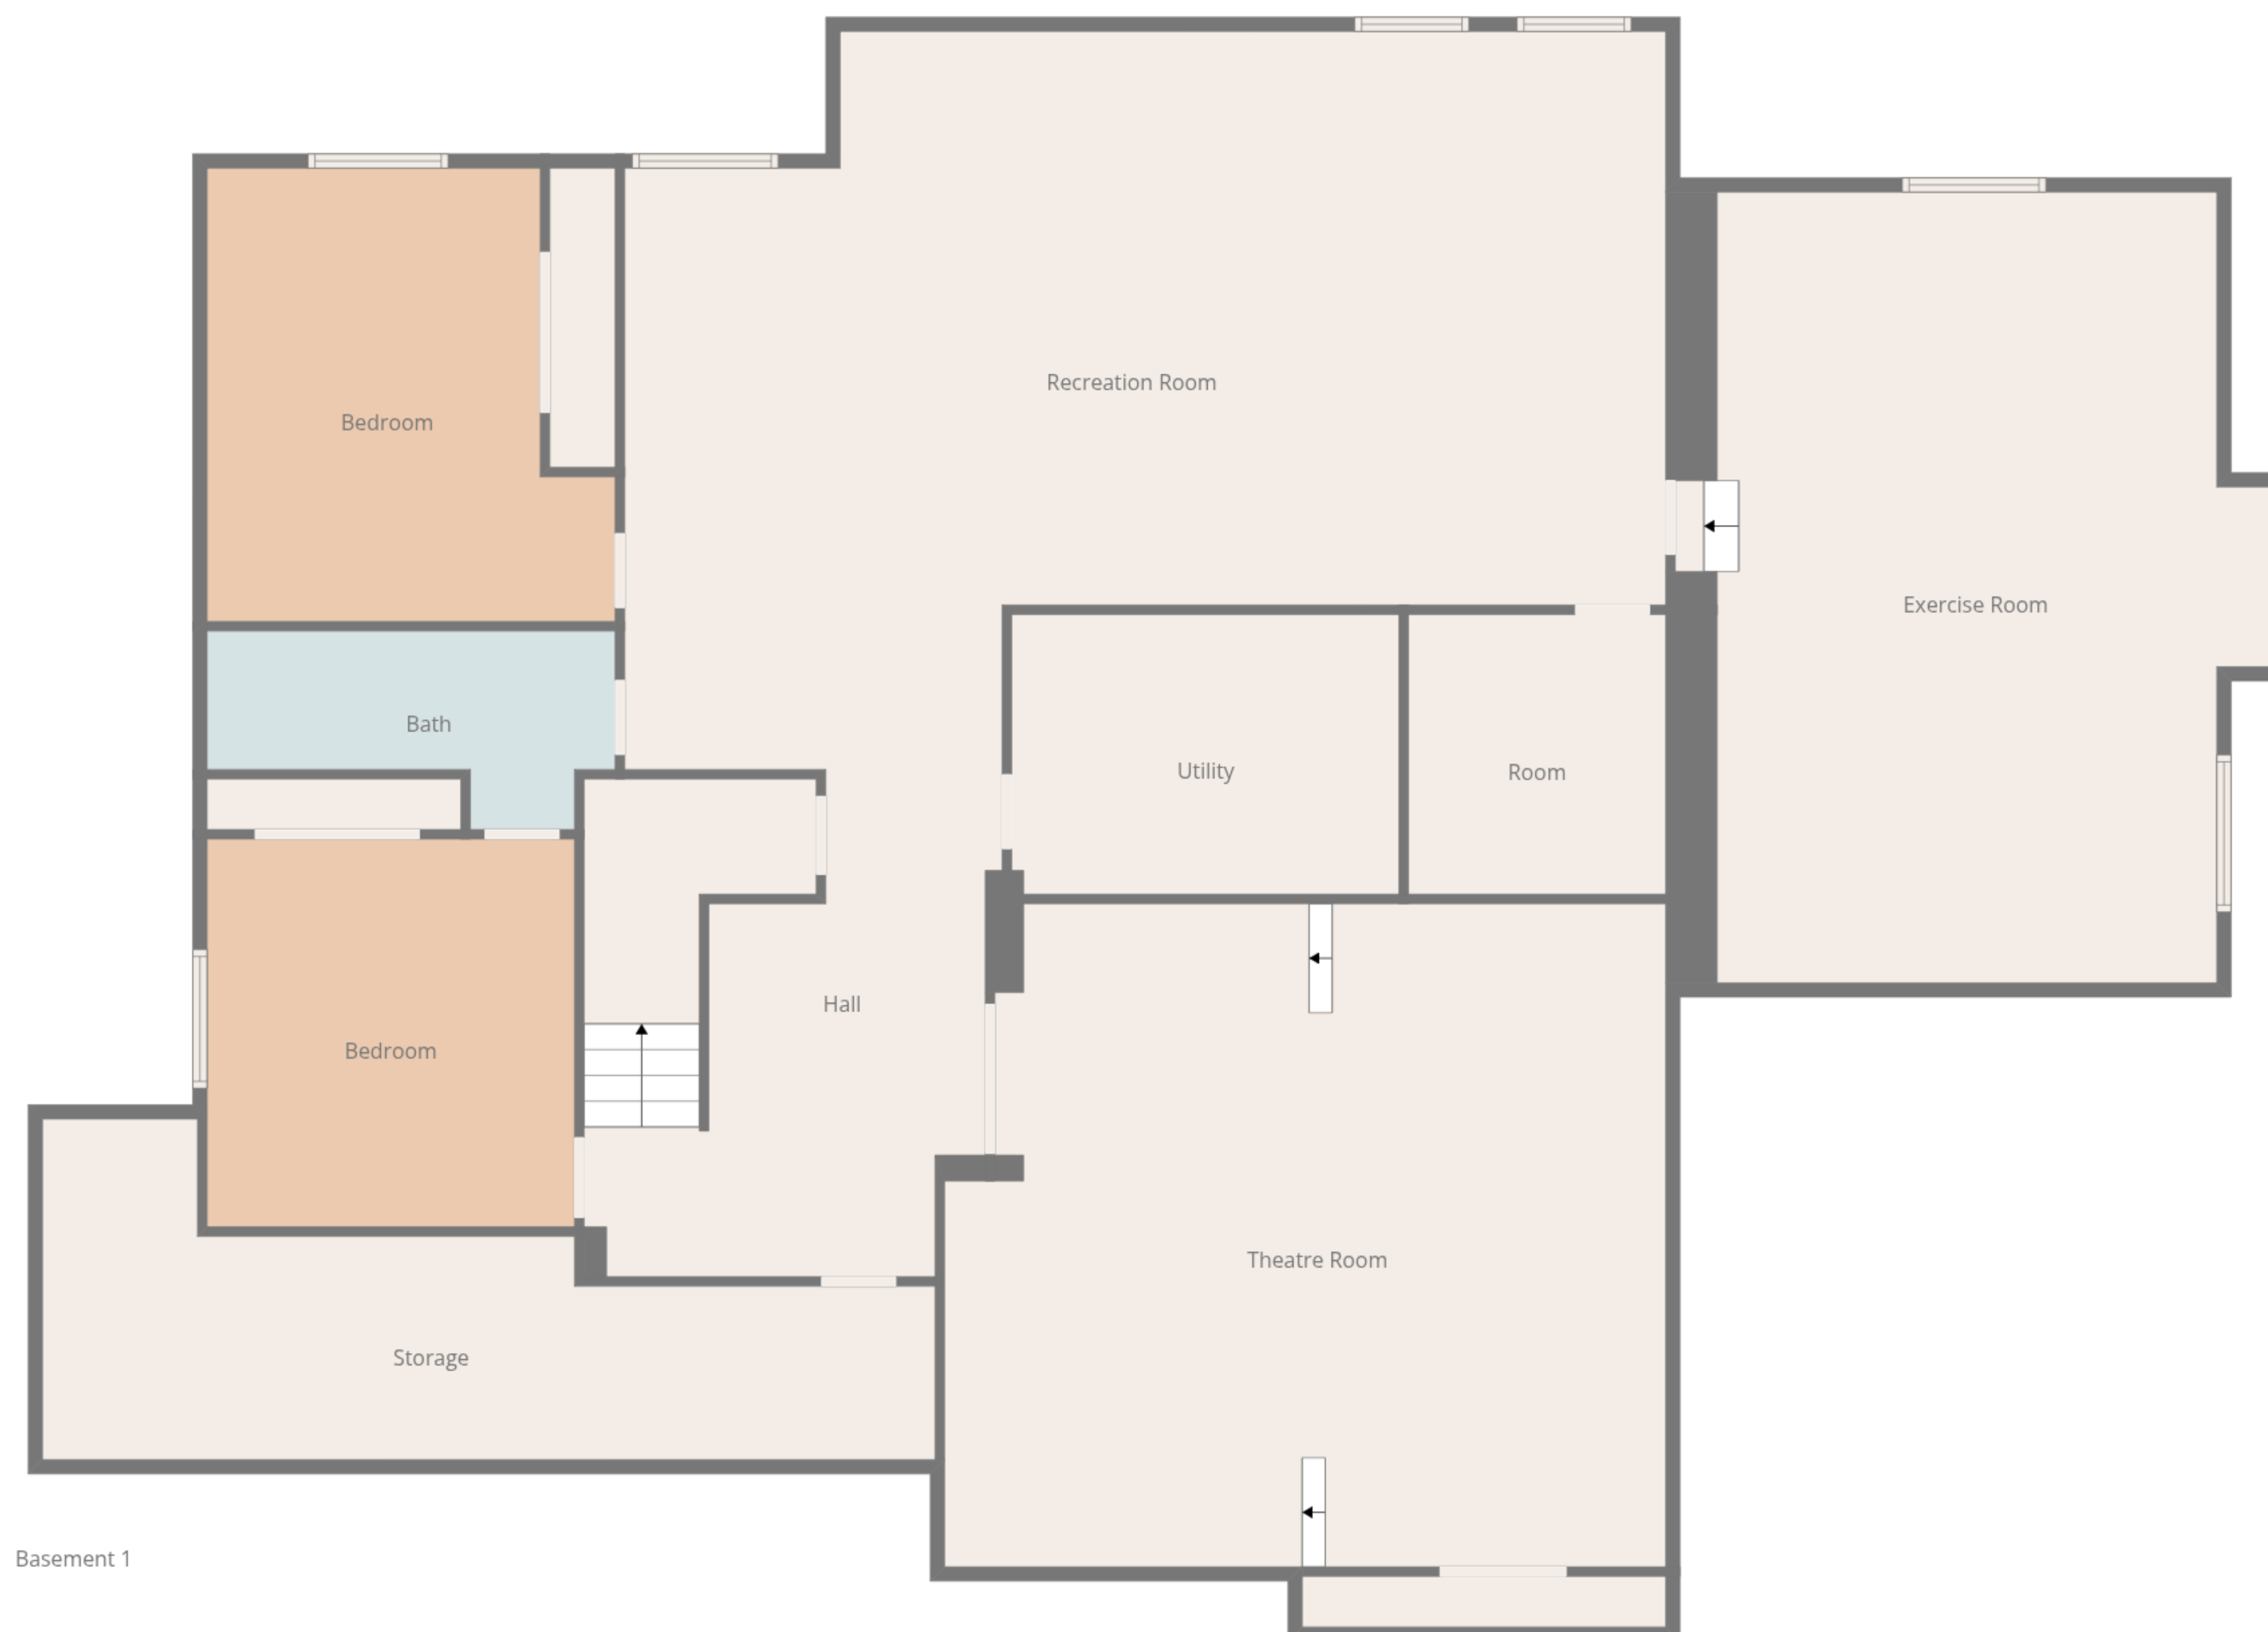 Recreation Room
Bedroom
Exercise Room
Bath
Utility
Room
Hall
Bedroom
Theatre Room
Storage
Basement 1